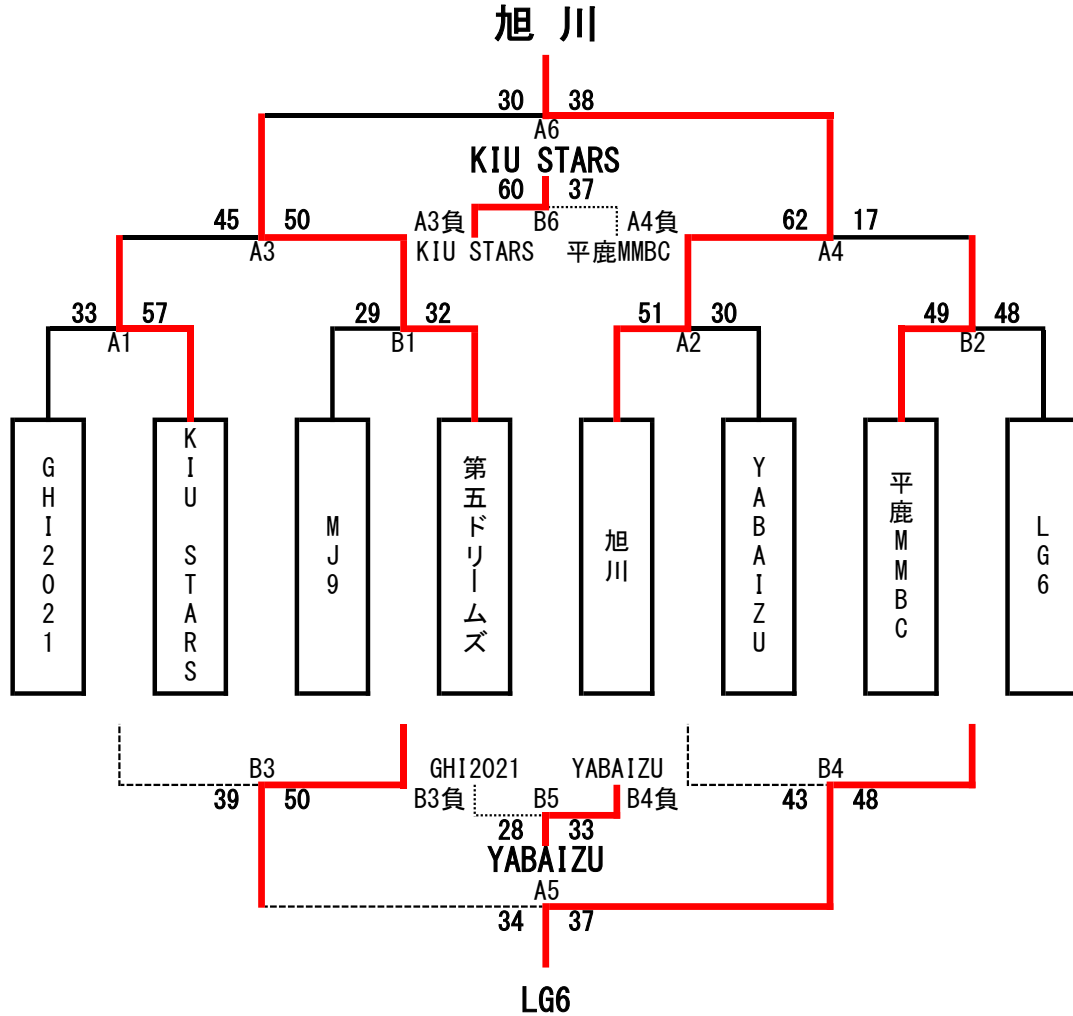 旭 川
30 38
A6
KIU STARS
60 37
A3負 B6 A4負
KIU STARS 平鹿MMBC
45 50
A3
62 17
A4
33 57
A1
29 32
B1
51 30
A2
49 48
B2
GHI2021
KIU STARS
MJ9
第五ドリームズ
旭川
YABAIZU
平鹿MMBC
LG6
B3
39 50
GHI2021 YABAIZU
B3負 B5 B4負
28 33
YABAIZU
B4
43 48
A5
34 37
LG6